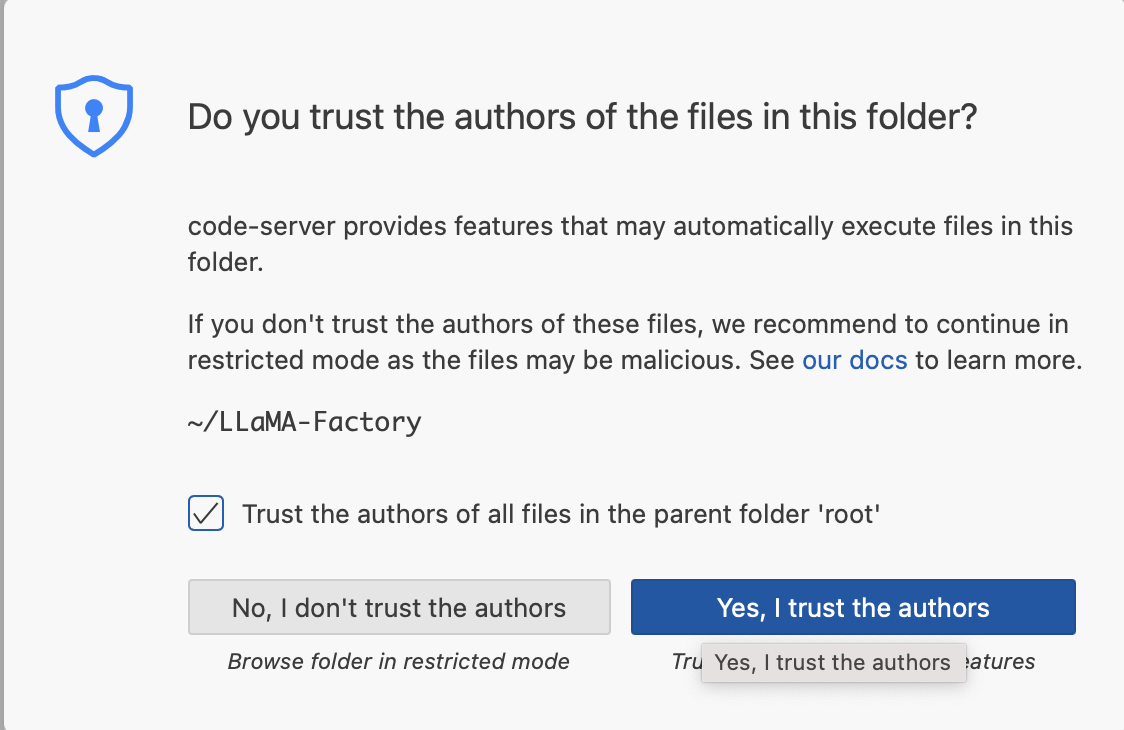 Do you trust the authors of the files in this folder?
code-server provides features that may automatically execute files in this
folder.
If you don't trust the authors of these files, we recommend to continue in
restricted mode as the files may be malicious. See our docs to learn more.
~/LLaMA-Factory
Trust the authors of all files in the parent folder 'root'
No, I don't trust the authors
Yes, I trust the authors
Browse folder in restricted mode
Yes, I trust the authors